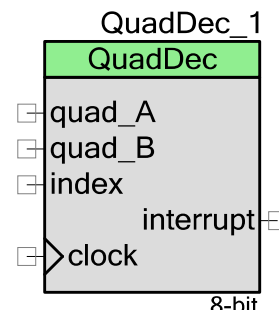 QuadDec_1
QuadDec
quad_A
quad_B
index
interrupt
clock
8-bit